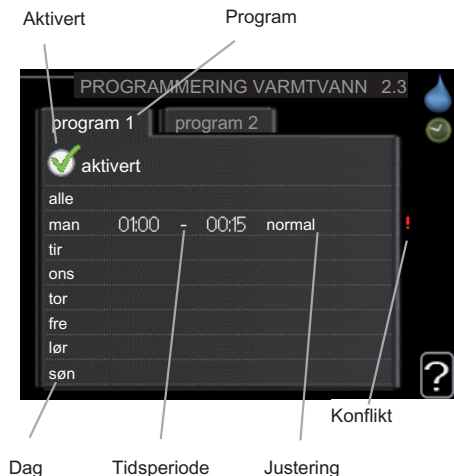 Aktivert Program
PROGRAMMERING VARMTVANN 2.3
program 1 program 2
aktivert
alle
man 01:00 - 00:15 normal !
tir
ons
tor
fre
lør
søn
?
Konflikt
Dag Tidsperiode Justering